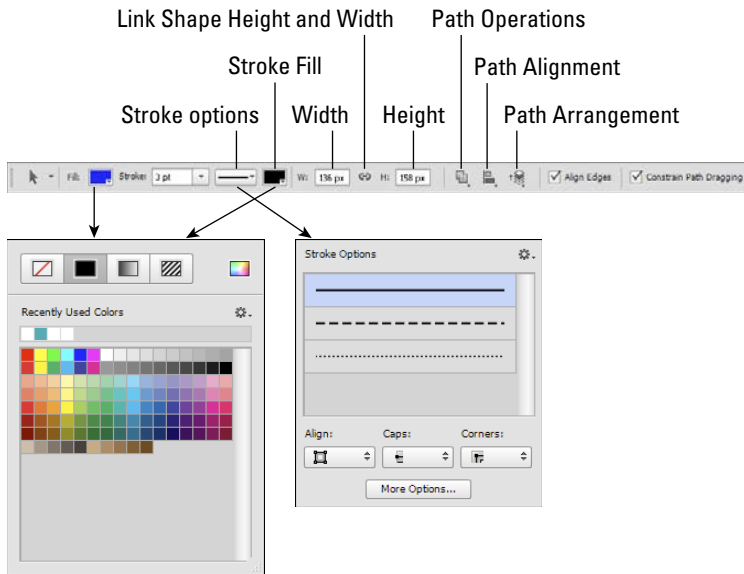 Link Shape Height and Width Path Operations
Stroke Fill Path Alignment
Stroke options Width Height Path Arrangement
Fill: Stroke: 3 pt W: 136 px H: 158 px Align Edges Constrain Path Dragging
Stroke Options
Recently Used Colors
Align: Caps: Corners:
More Options...